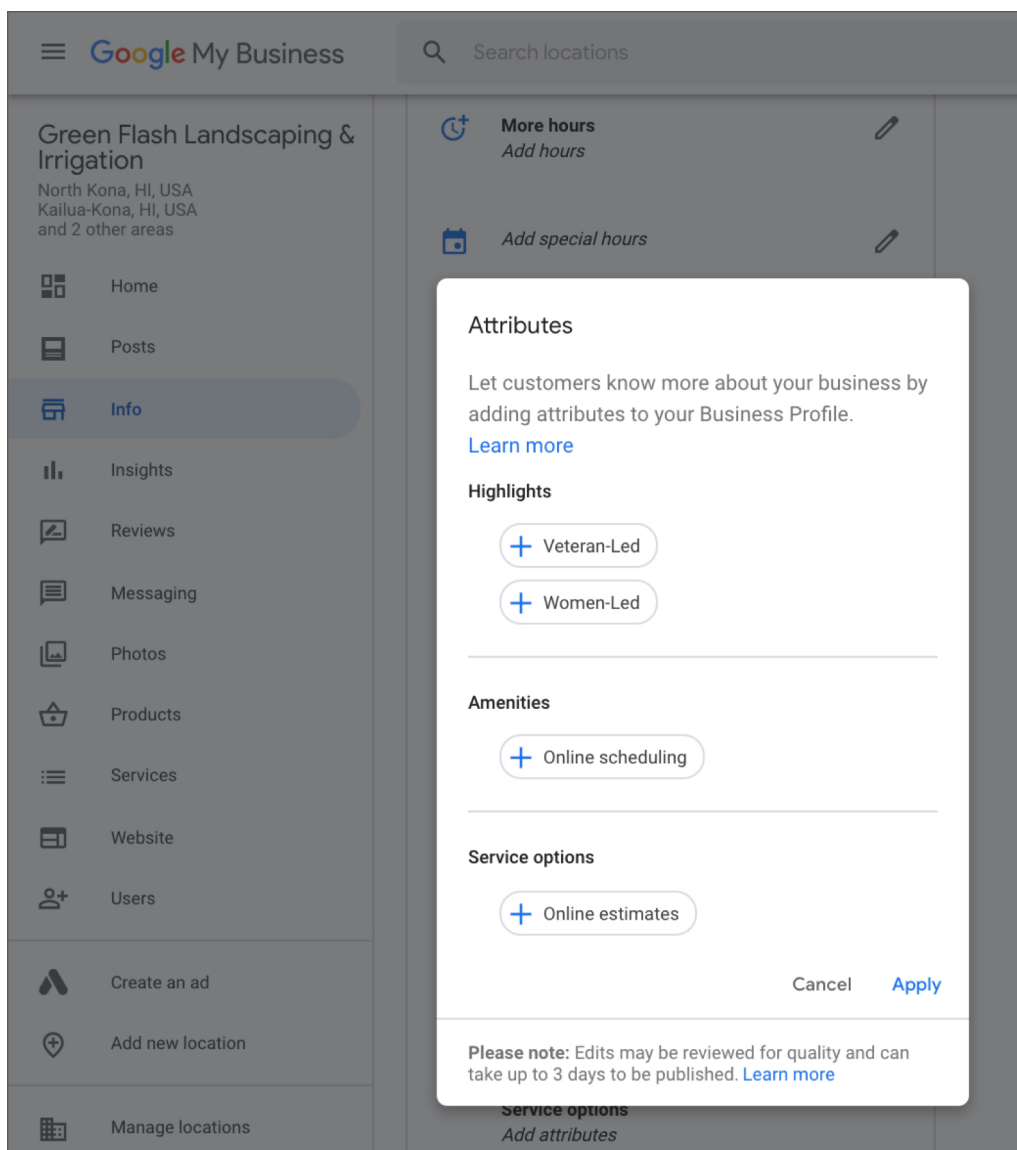 Google My Business
Search locations
Green Flash Landscaping &
Irrigation
North Kona, HI, USA
Kailua-Kona, HI, USA
and 2 other areas
Home
Posts
Info
Insights
Reviews
Messaging
Photos
Products
Services
Website
Users
Create an ad
Add new location
Manage locations
More hours
Add hours
Add special hours
Attributes
Let customers know more about your business by
adding attributes to your Business Profile.
Learn more
Highlights
Veteran-Led
Women-Led
Amenities
Online scheduling
Service options
Online estimates
Cancel Apply
Please note: Edits may be reviewed for quality and can
take up to 3 days to be published. Learn more
Service options
Add attributes